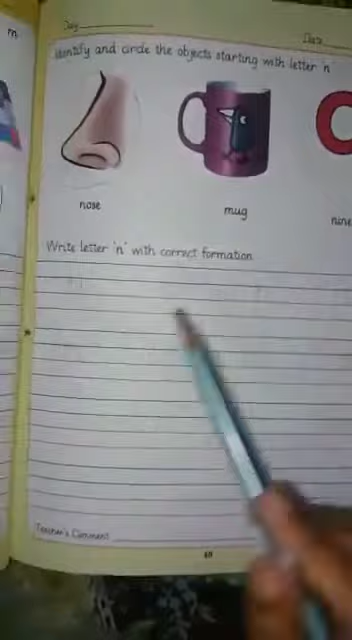 m
Day
Date
Identify and circle the objects starting with letter 'n'
nose
mug
nine
Write letter 'n' with correct formation.
Teacher's Comment